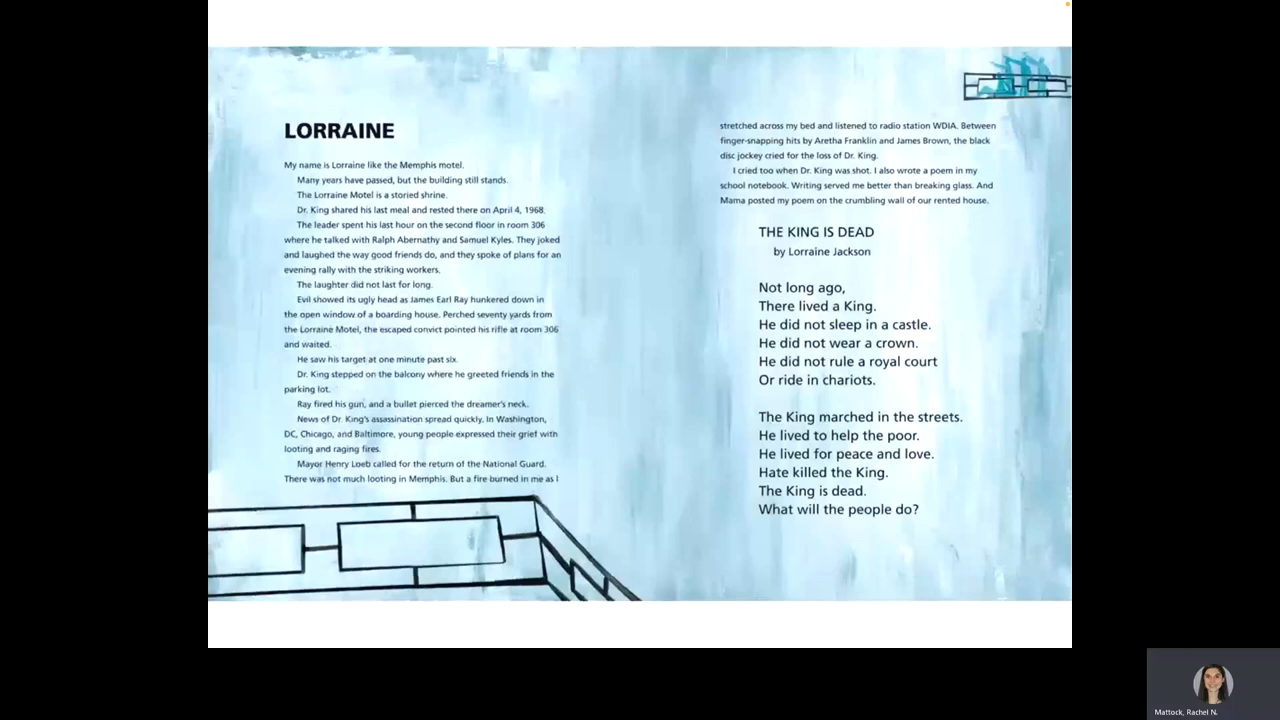 LORRAINE
My name is Lorraine like the Memphis motel.
Many years have passed, but the building still stands.
The Lorraine Motel is a storied shrine.
Dr. King shared his last meal and rested there on April 4, 1968.
The leader spent his last hour on the second floor in room 306
where he talked with Ralph Abernathy and Samuel Kyles. They joked
and laughed the way good friends do, and they spoke of plans for an
evening rally with the striking workers.
The laughter did not last for long.
Evil showed its ugly head as James Earl Ray hunkered down in
the open window of a boarding house. Perched seventy yards from
the Lorraine Motel, the escaped convict pointed his rifle at room 306
and waited.
He saw his target at one minute past six.
Dr. King stepped on the balcony where he greeted friends in the
parking lot.
Ray fired his gun, and a bullet pierced the dreamer's neck.
News of Dr. King's assassination spread quickly. In Washington,
DC, Chicago, and Baltimore, young people expressed their grief with
looting and raging fires.
Mayor Henry Loeb called for the return of the National Guard.
There was not much looting in Memphis. But a fire burned in me as I
stretched across my bed and listened to radio station WDIA. Between
finger-snapping hits by Aretha Franklin and James Brown, the black
disc jockey cried for the loss of Dr. King.
I cried too when Dr. King was shot. I also wrote a poem in my
school notebook. Writing served me better than breaking glass. And
Mama posted my poem on the crumbling wall of our rented house.
THE KING IS DEAD
by Lorraine Jackson
Not long ago,
There lived a King.
He did not sleep in a castle.
He did not wear a crown.
He did not rule a royal court
Or ride in chariots.
The King marched in the streets.
He lived to help the poor.
He lived for peace and love.
Hate killed the King.
The King is dead.
What will the people do?
Mattock, Rachel N.